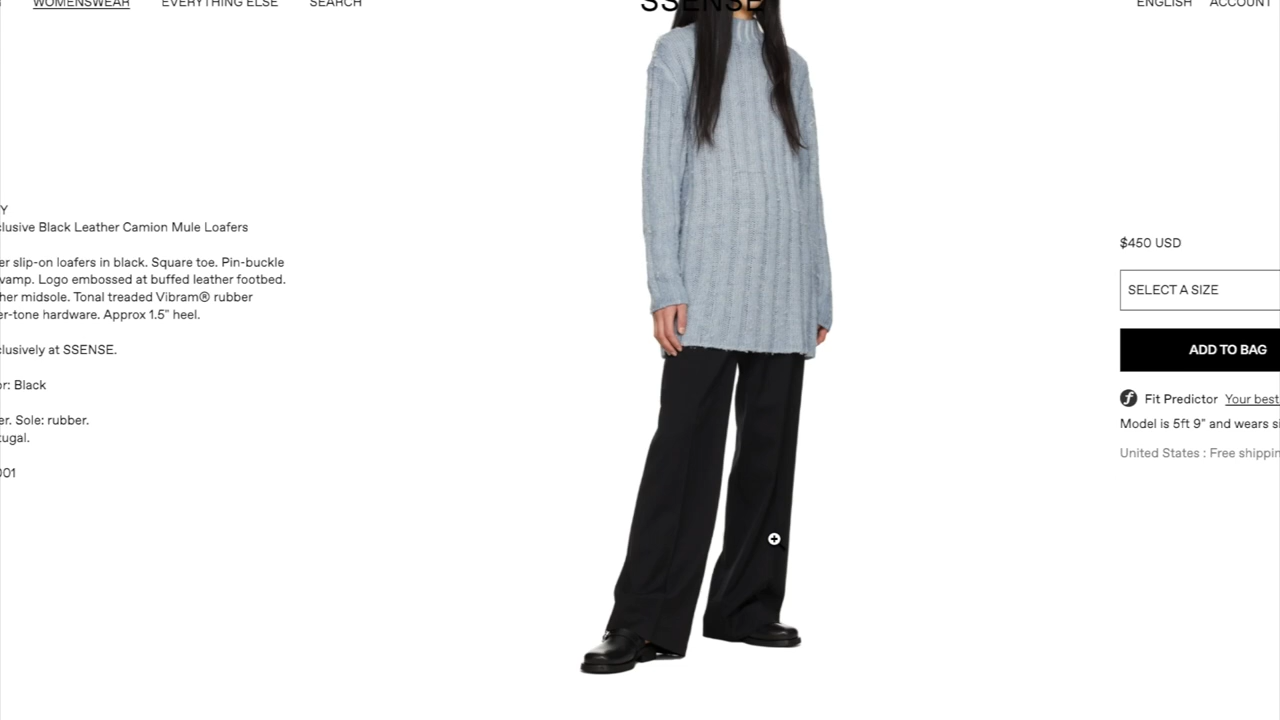 WOMENSWEAR EVERYTHING ELSE SEARCH
SSENSE
ENGLISH ACCOUNT
Y
clusive Black Leather Camion Mule Loafers
er slip-on loafers in black. Square toe. Pin-buckle
vamp. Logo embossed at buffed leather footbed.
her midsole. Tonal treaded Vibram® rubber
er-tone hardware. Approx 1.5" heel.
clusively at SSENSE.
or: Black
er. Sole: rubber.
tugal.
001
$450 USD
SELECT A SIZE
ADD TO BAG
Fit Predictor Your best
Model is 5ft 9" and wears si
United States : Free shippin